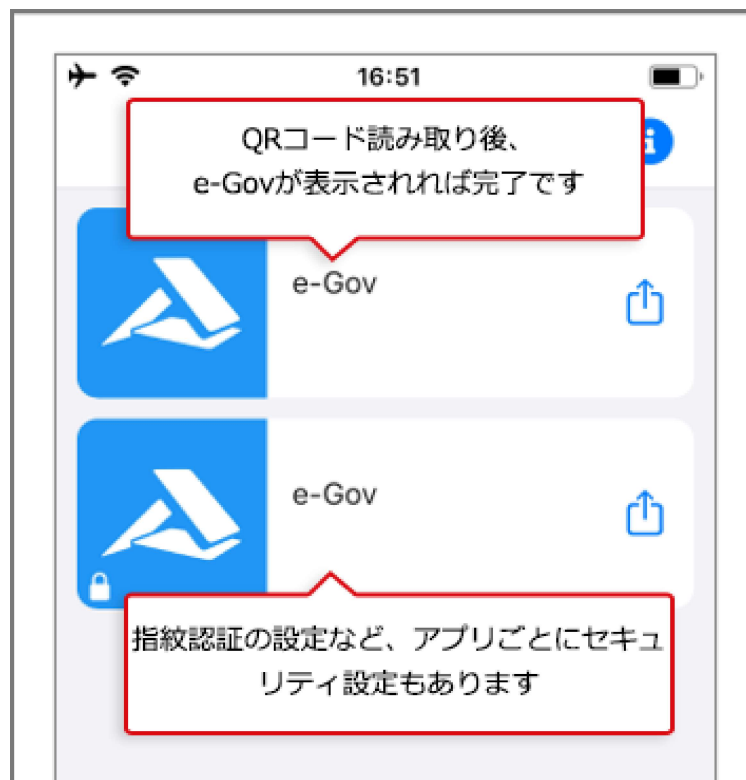 16:51
QRコード読み取り後、
e-Govが表示されれば完了です
e-Gov
e-Gov
指紋認証の設定など、アプリごとにセキュ
リティ設定もあります